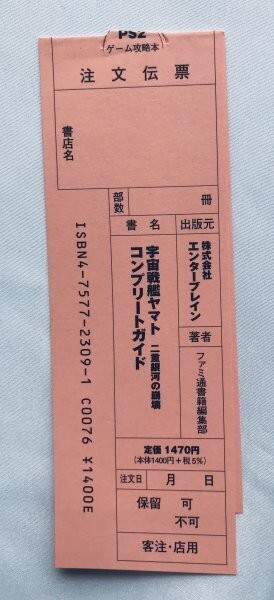 PS2
ゲーム攻略本
注文伝票
書店名
部数
冊
書名
出版元
宇宙戦艦ヤマト 二重銀河の崩壊
コンプリートガイド
株式会社
エンターブレイン
著者
ファミ通書籍編集部
定価1470円
(本体1400円+税5%)
注文日 月 日
保留 可
不可
客注・店用
ISBN4-7577-2309-1 C0076 ¥1400E